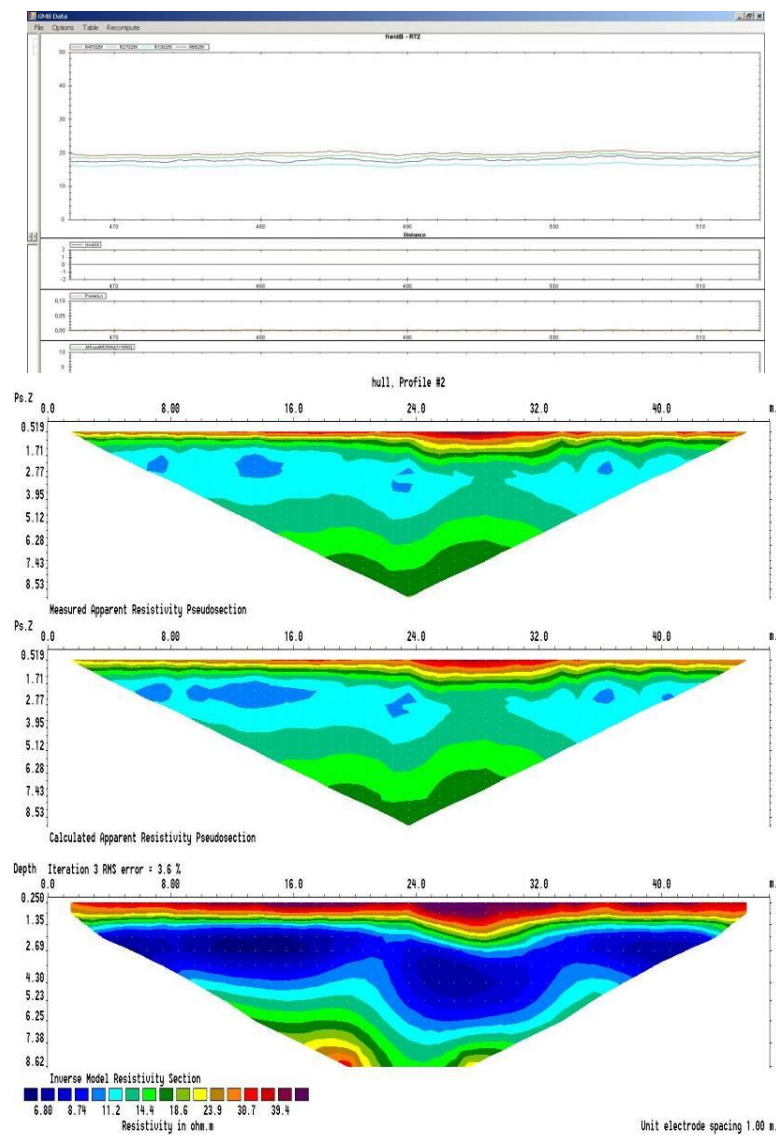 GM8 Data
File Options Table Recompute
fieldB - RT2
50
40
30
20
10
0
470 480 490 500 510
Distance
2
1
0
-1
-2
470 480 490 500 510
0,10
0,05
0,00
470 480 490 500 510
10
5
hull, Profile #2
Ps.Z 0.0 8.00 16.0 24.0 32.0 40.0 m.
0.519
1.71
2.77
3.95
5.12
6.28
7.43
8.53
Measured Apparent Resistivity Pseudosection
Ps.Z 0.0 8.00 16.0 24.0 32.0 40.0 m.
0.519
1.71
2.77
3.95
5.12
6.28
7.43
8.53
Calculated Apparent Resistivity Pseudosection
Depth Iteration 3 RMS error = 3.6 %
0.0 8.00 16.0 24.0 32.0 40.0 m.
0.250
1.35
2.69
4.30
5.23
6.25
7.38
8.62
Inverse Model Resistivity Section
6.80 8.74 11.2 14.4 18.6 23.9 30.7 39.4
Resistivity in ohm.m Unit electrode spacing 1.00 m.